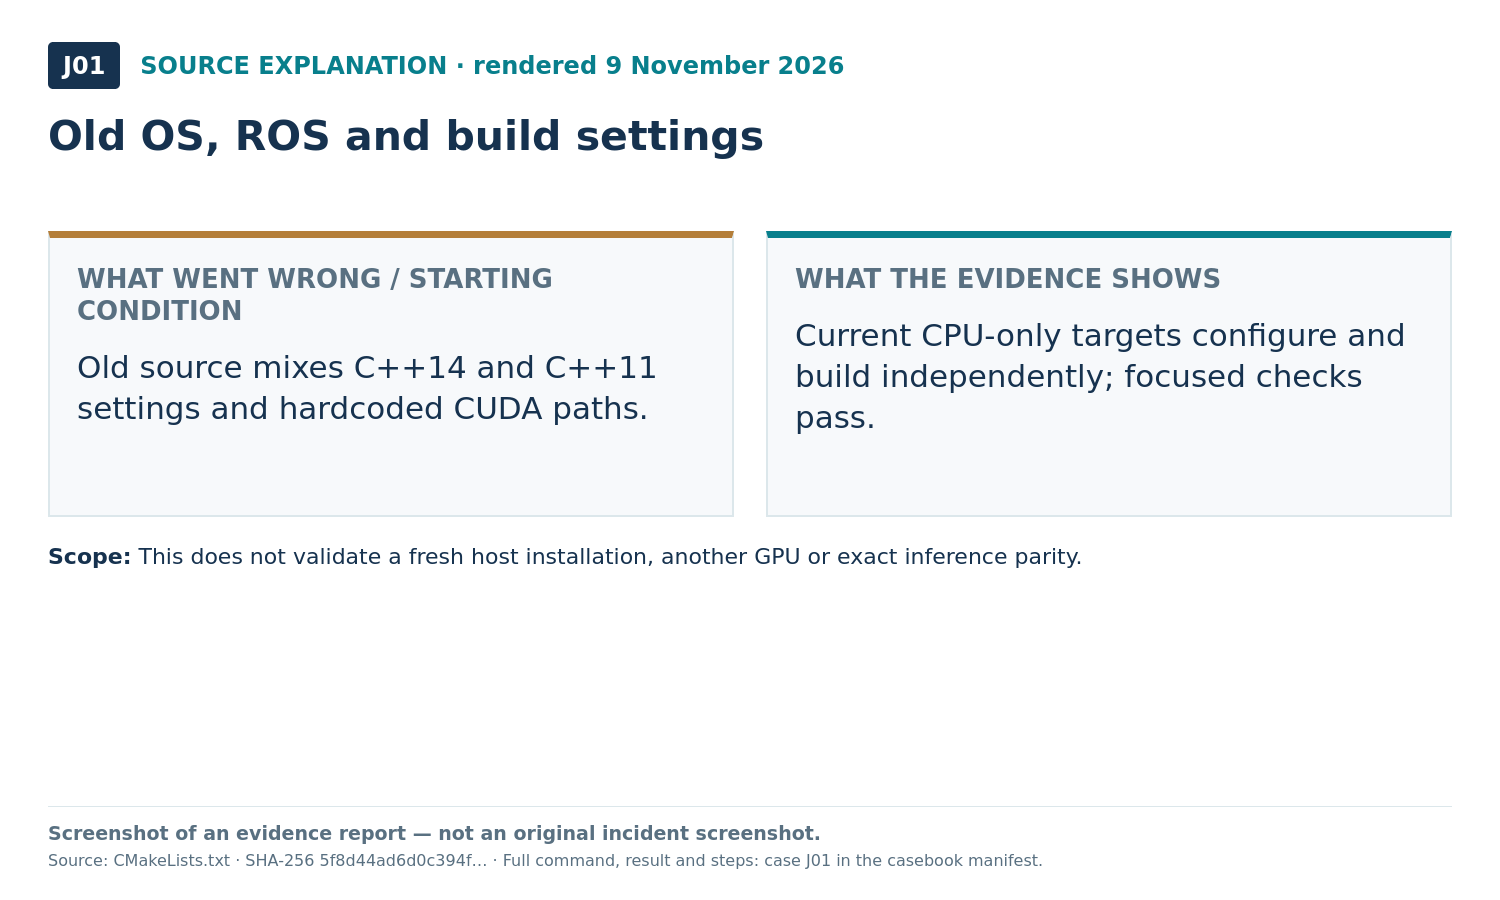 J01 SOURCE EXPLANATION · rendered 9 November 2026
Old OS, ROS and build settings
WHAT WENT WRONG / STARTING
CONDITION
Old source mixes C++14 and C++11
settings and hardcoded CUDA paths.
WHAT THE EVIDENCE SHOWS
Current CPU-only targets configure and
build independently; focused checks
pass.
Scope: This does not validate a fresh host installation, another GPU or exact inference parity.
Screenshot of an evidence report — not an original incident screenshot.
Source: CMakeLists.txt · SHA-256 5f8d44ad6d0c394f… · Full command, result and steps: case J01 in the casebook manifest.